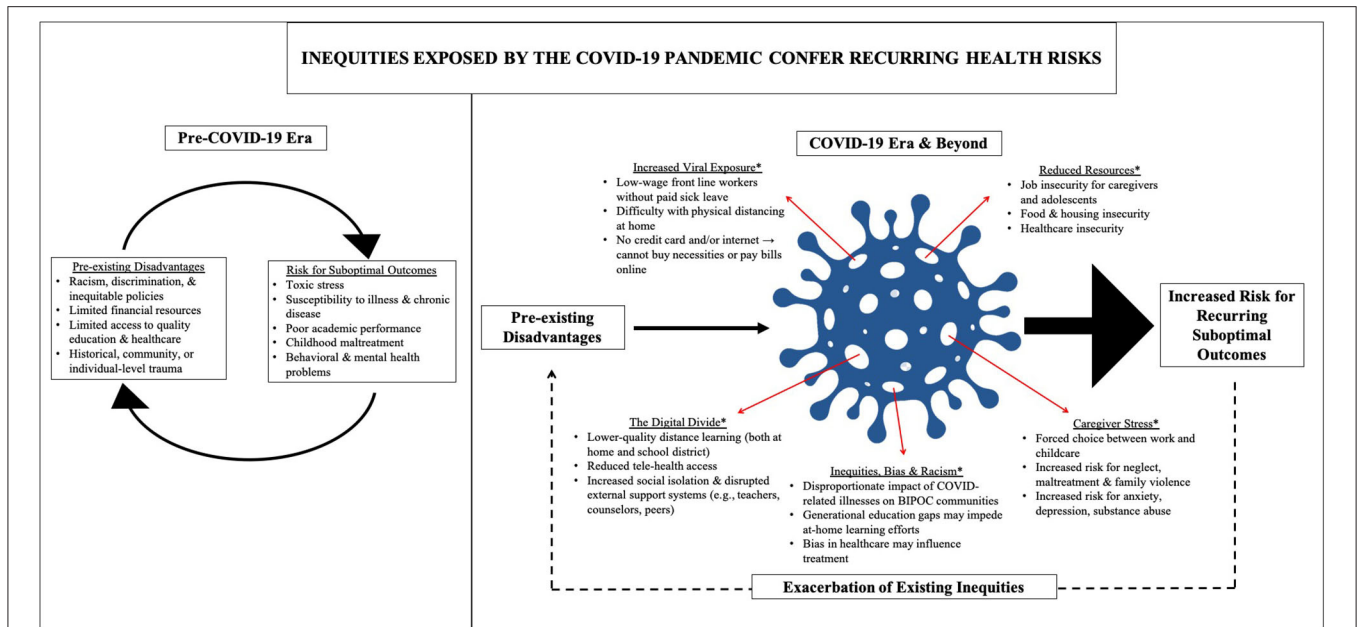 INEQUITIES EXPOSED BY THE COVID-19 PANDEMIC CONFER RECURRING HEALTH RISKS
Pre-COVID-19 Era
Pre-existing Disadvantages
• Racism, discrimination, &
inequitable policies
• Limited financial resources
• Limited access to quality
education & healthcare
• Historical, community, or
individual-level trauma
Risk for Suboptimal Outcomes
• Toxic stress
• Susceptibility to illness & chronic
disease
• Poor academic performance
• Childhood maltreatment
• Behavioral & mental health
problems
COVID-19 Era & Beyond
Increased Viral Exposure*
• Low-wage front line workers
without paid sick leave
• Difficulty with physical distancing
at home
• No credit card and/or internet →
cannot buy necessities or pay bills
online
Reduced Resources*
• Job insecurity for caregivers
and adolescents
• Food & housing insecurity
• Healthcare insecurity
Pre-existing
Disadvantages
Increased Risk for
Recurring
Suboptimal
Outcomes
The Digital Divide*
• Lower-quality distance learning (both at
home and school district)
• Reduced tele-health access
• Increased social isolation & disrupted
external support systems (e.g., teachers,
counselors, peers)
Inequities, Bias & Racism*
• Disproportionate impact of COVID-
related illnesses on BIPOC communities
• Generational education gaps may impede
at-home learning efforts
• Bias in healthcare may influence
treatment
Caregiver Stress*
• Forced choice between work and
childcare
• Increased risk for neglect,
maltreatment & family violence
• Increased risk for anxiety,
depression, substance abuse
Exacerbation of Existing Inequities